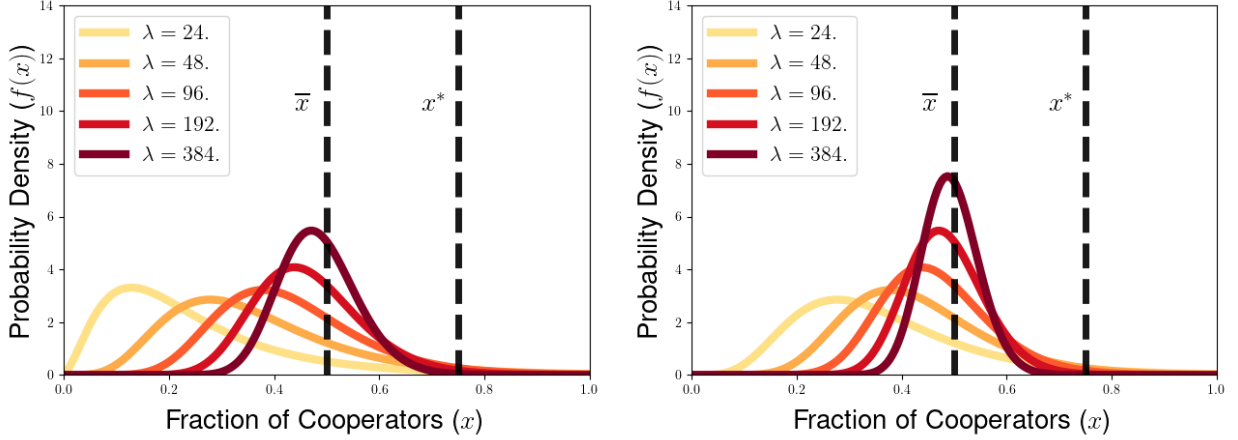 14
12
10
8
6
4
2
0
Probability Density (f(x))
λ = 24.
λ = 48.
λ = 96.
λ = 192.
λ = 384.
x̅
x*
0.0 0.2 0.4 0.6 0.8 1.0
Fraction of Cooperators (x)
14
12
10
8
6
4
2
0
Probability Density (f(x))
λ = 24.
λ = 48.
λ = 96.
λ = 192.
λ = 384.
x̅
x*
0.0 0.2 0.4 0.6 0.8 1.0
Fraction of Cooperators (x)